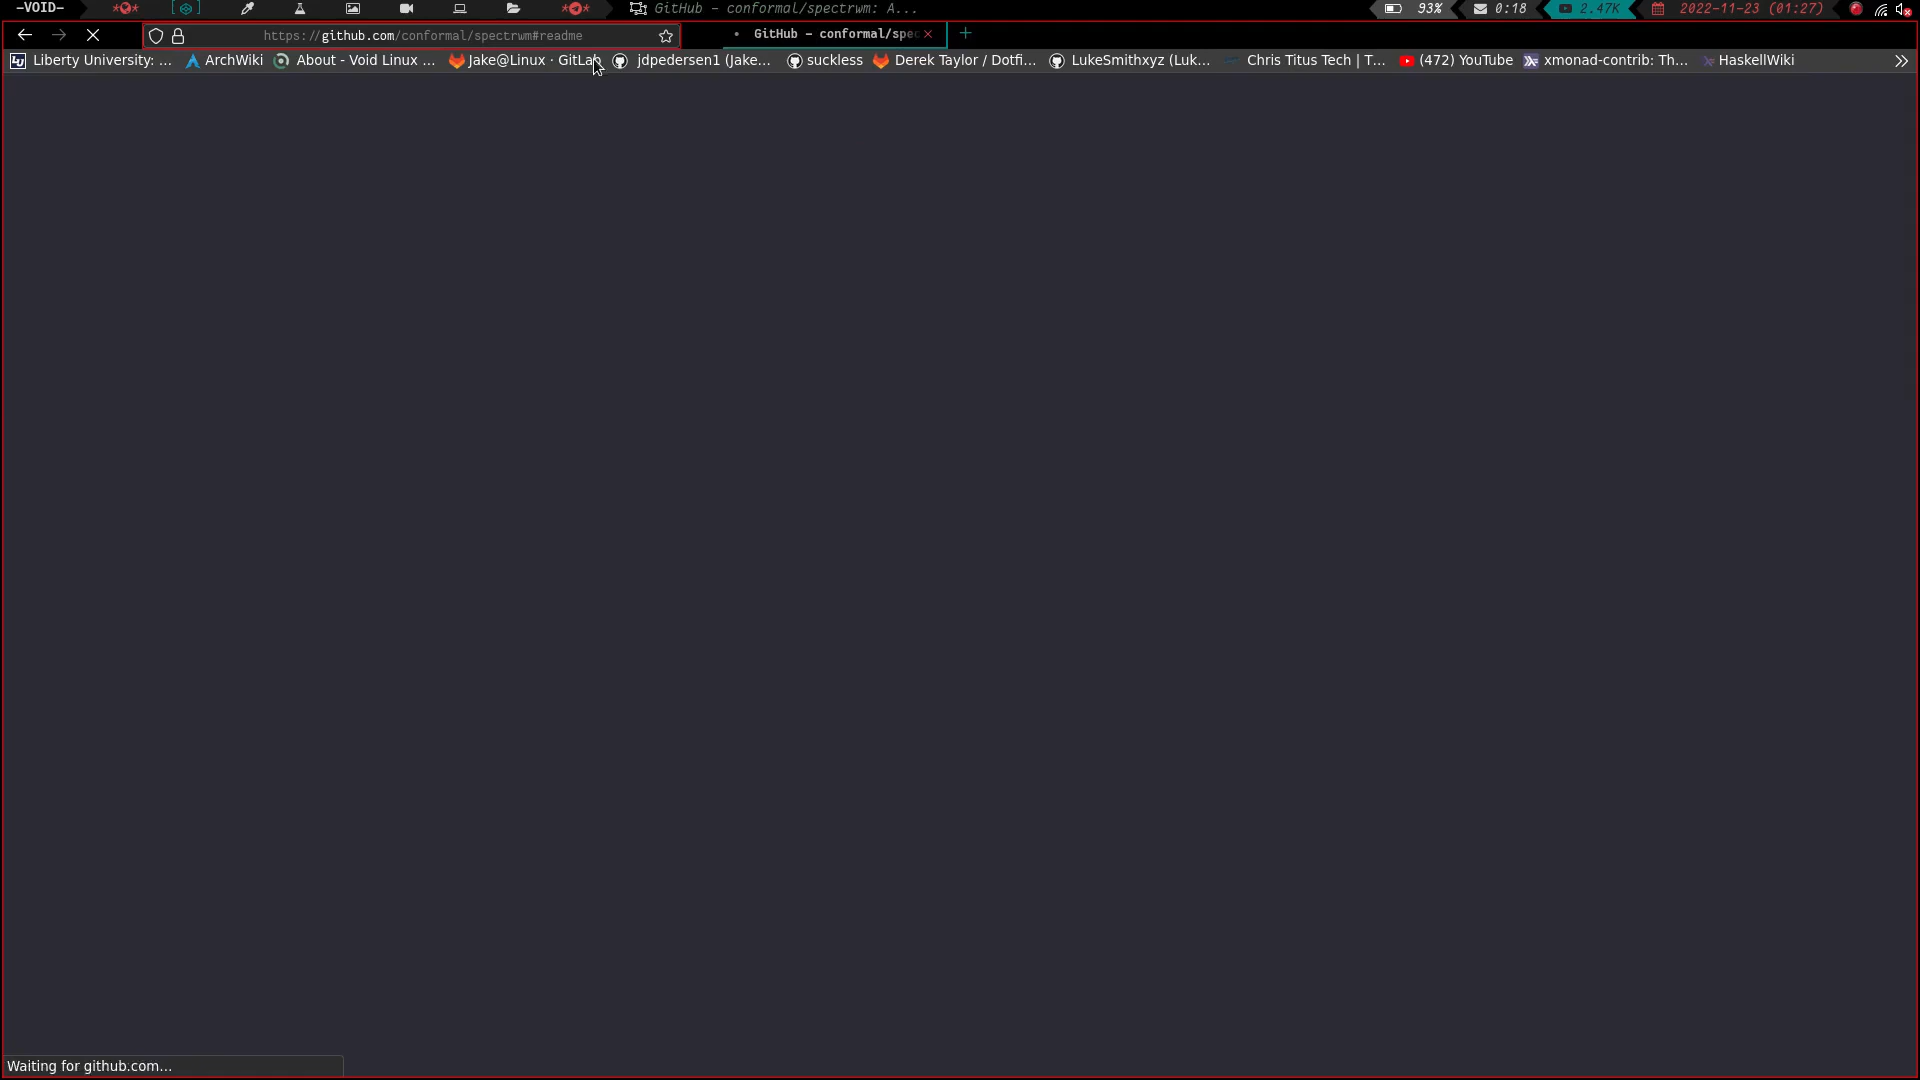 —VOID— GitHub – conformal/spectrwm: A... 93% 0:18 2.47K 2022-11-23 (01:27)
https://github.com/conformal/spectrwm#readme GitHub – conformal/spec
Liberty University: ... ArchWiki About - Void Linux ... Jake@Linux · GitLab jdpedersen1 (Jake... suckless Derek Taylor / Dotfi... LukeSmithxyz (Luk... Chris Titus Tech | T... (472) YouTube xmonad-contrib: Th... HaskellWiki
Waiting for github.com...